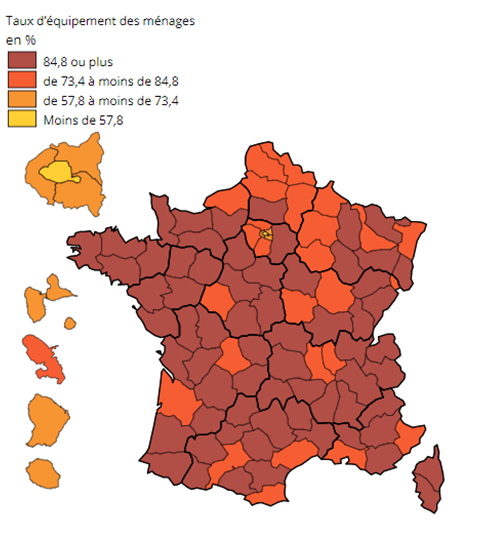 Taux d'équipement des ménages
en %
84,8 ou plus
de 73,4 à moins de 84,8
de 57,8 à moins de 73,4
Moins de 57,8